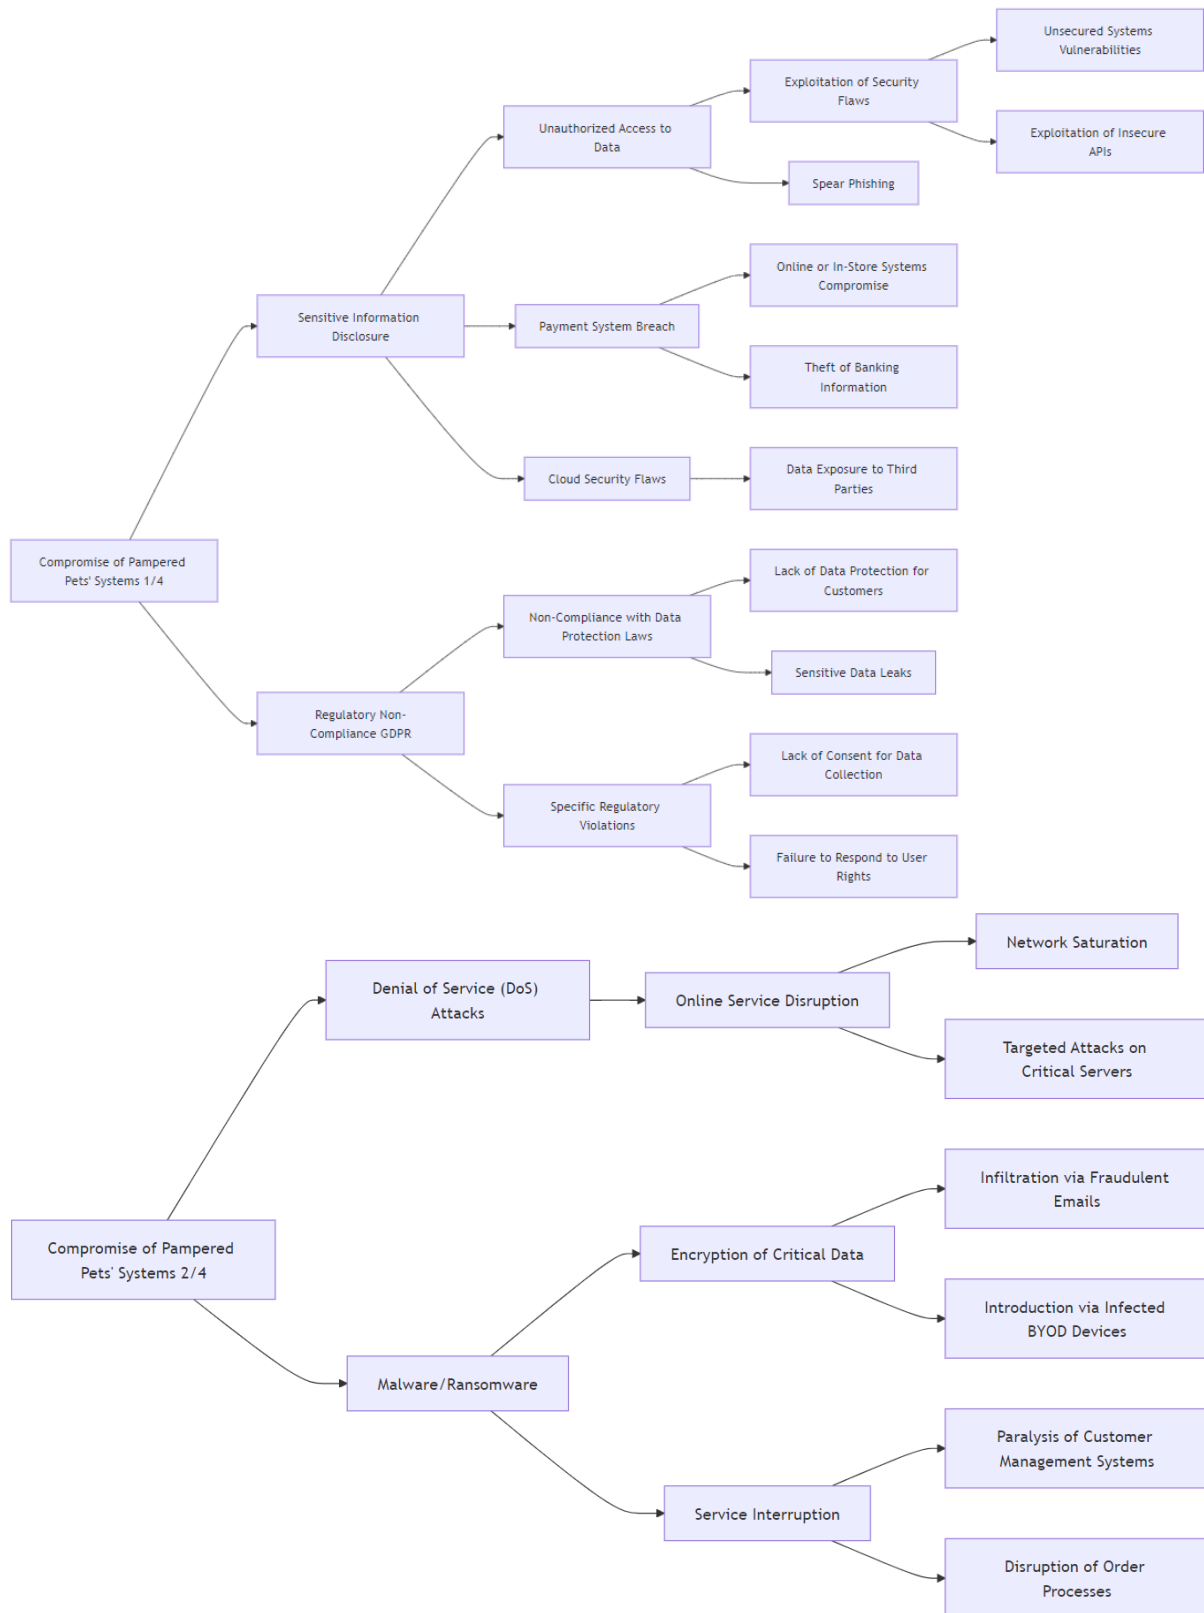 Unsecured Systems
Vulnerabilities
Exploitation of Security
Flaws
Unauthorized Access to
Data
Exploitation of Insecure
APIs
Spear Phishing
Online or In-Store Systems
Compromise
Sensitive Information
Disclosure
Payment System Breach
Theft of Banking
Information
Cloud Security Flaws
Data Exposure to Third
Parties
Compromise of Pampered
Pets' Systems 1/4
Lack of Data Protection for
Customers
Non-Compliance with Data
Protection Laws
Sensitive Data Leaks
Regulatory Non-
Compliance GDPR
Lack of Consent for Data
Collection
Specific Regulatory
Violations
Failure to Respond to User
Rights
Network Saturation
Denial of Service (DoS)
Attacks
Online Service Disruption
Targeted Attacks on
Critical Servers
Infiltration via Fraudulent
Emails
Compromise of Pampered
Pets' Systems 2/4
Encryption of Critical Data
Introduction via Infected
BYOD Devices
Malware/Ransomware
Paralysis of Customer
Management Systems
Service Interruption
Disruption of Order
Processes